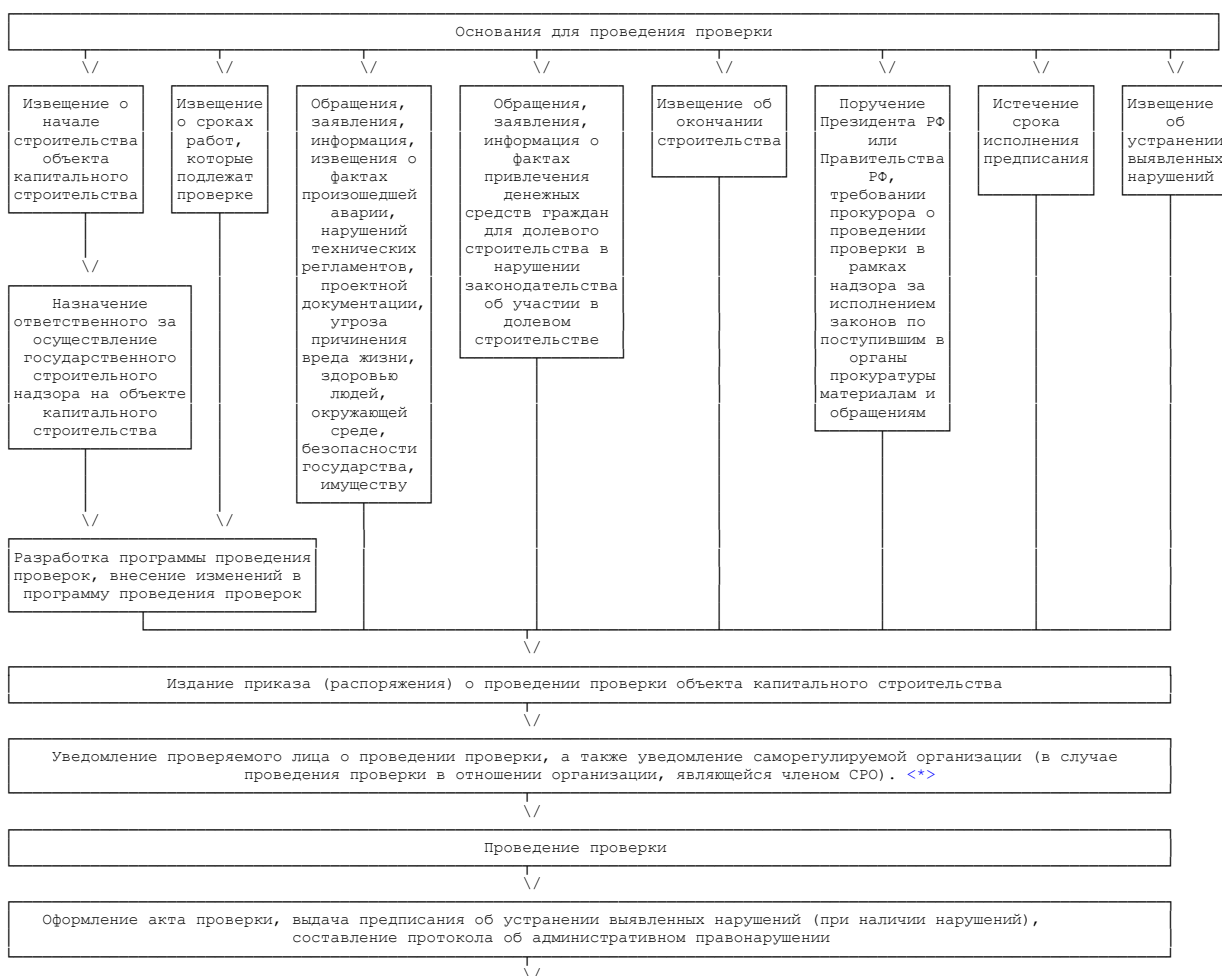 Основания для проведения проверки
\/ \/ \/ \/ \/ \/ \/ \/
Извещение о
начале
строительства
объекта
капитального
строительства
Извещение
о сроках
работ,
которые
подлежат
проверке
Обращения,
заявления,
информация,
извещения о
фактах
произошедшей
аварии,
нарушений
технических
регламентов,
проектной
документации,
угроза
причинения
вреда жизни,
здоровью
людей,
окружающей
среде,
безопасности
государства,
имуществу
Обращения,
заявления,
информация о
фактах
привлечения
денежных
средств граждан
для долевого
строительства в
нарушении
законодательства
об участии в
долевом
строительстве
Извещение об
окончании
строительства
Поручение
Президента РФ
или
Правительства
РФ,
требовании
прокурора о
проведении
проверки в
рамках
надзора за
исполнением
законов по
поступившим в
органы
прокуратуры
материалам и
обращениям
Истечение
срока
исполнения
предписания
Извещение
об
устранении
выявленных
нарушений
\/
Назначение
ответственного за
осуществление
государственного
строительного
надзора на объекте
капитального
строительства
\/ \/
Разработка программы проведения
проверок, внесение изменений в
программу проведения проверок
\/
Издание приказа (распоряжения) о проведении проверки объекта капитального строительства
\/
Уведомление проверяемого лица о проведении проверки, а также уведомление саморегулируемой организации (в случае
проведения проверки в отношении организации, являющейся членом СРО). <*>
\/
Проведение проверки
\/
Оформление акта проверки, выдача предписания об устранении выявленных нарушений (при наличии нарушений),
составление протокола об административном правонарушении
\/